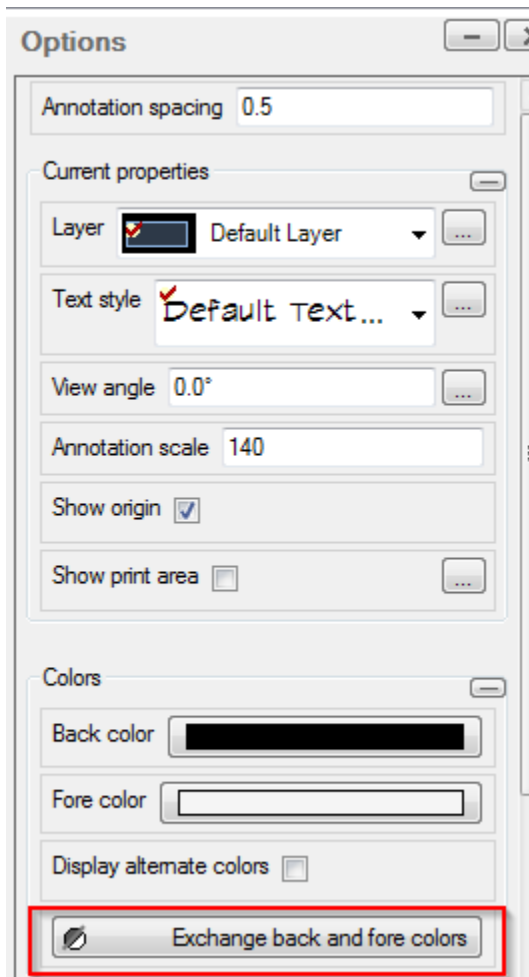 Options
Annotation spacing 0.5
Current properties
Layer Default Layer ...
Text style Default Text... ...
View angle 0.0° ...
Annotation scale 140
Show origin
Show print area ...
Colors
Back color
Fore color
Display alternate colors
Exchange back and fore colors